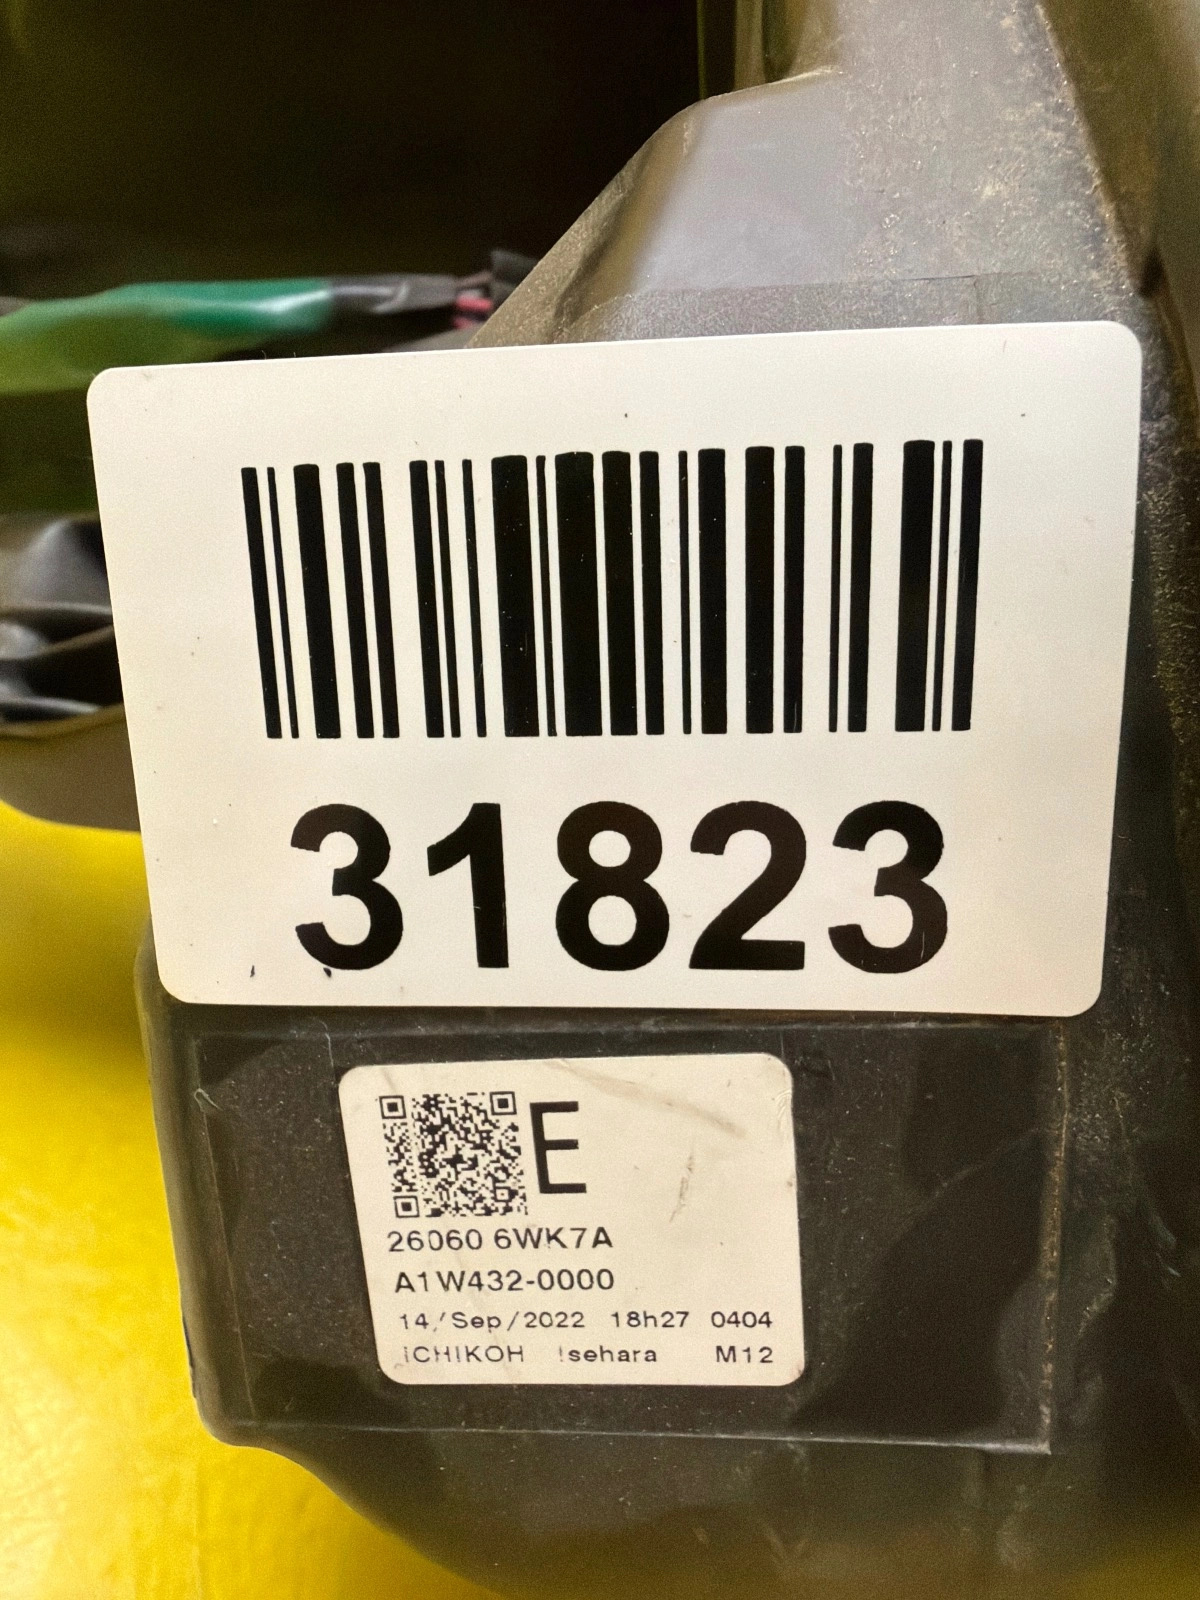 31823
E
26060 6WK7A
A1W432-0000
14/Sep/2022 18h27 0404
ICHIKOH Isehara M12